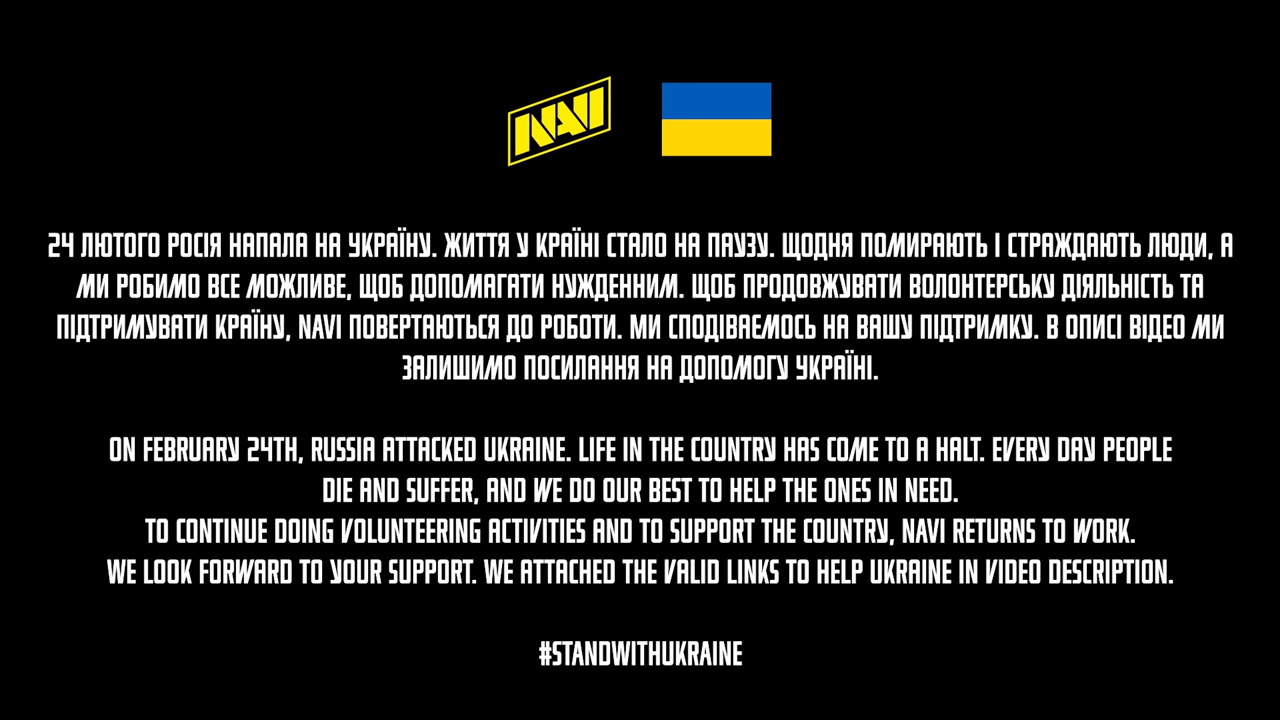 NAVI
24 ЛЮТОГО РОСІЯ НАПАЛА НА УКРАЇНУ. ЖИТТЯ У КРАЇНІ СТАЛО НА ПАУЗУ. ЩОДНЯ ПОМИРАЮТЬ І СТРАЖДАЮТЬ ЛЮДИ, А
МИ РОБИМО ВСЕ МОЖЛИВЕ, ЩОБ ДОПОМАГАТИ НУЖДЕННИМ. ЩОБ ПРОДОВЖУВАТИ ВОЛОНТЕРСЬКУ ДІЯЛЬНІСТЬ ТА
ПІДТРИМУВАТИ КРАЇНУ, NAVI ПОВЕРТАЮТЬСЯ ДО РОБОТИ. МИ СПОДІВАЄМОСЬ НА ВАШУ ПІДТРИМКУ. В ОПИСІ ВІДЕО МИ
ЗАЛИШИМО ПОСИЛАННЯ НА ДОПОМОГУ УКРАЇНІ.
ON FEBRUARY 24TH, RUSSIA ATTACKED UKRAINE. LIFE IN THE COUNTRY HAS COME TO A HALT. EVERY DAY PEOPLE
DIE AND SUFFER, AND WE DO OUR BEST TO HELP THE ONES IN NEED.
TO CONTINUE DOING VOLUNTEERING ACTIVITIES AND TO SUPPORT THE COUNTRY, NAVI RETURNS TO WORK.
WE LOOK FORWARD TO YOUR SUPPORT. WE ATTACHED THE VALID LINKS TO HELP UKRAINE IN VIDEO DESCRIPTION.
#STANDWITHUKRAINE